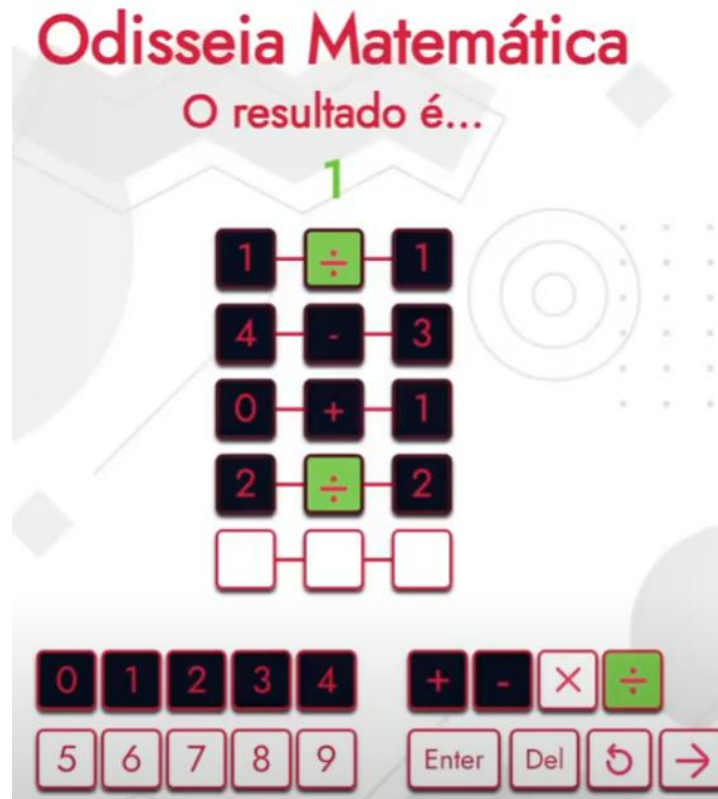 Odisseia Matemática
O resultado é...
1
1 ÷ 1
4 - 3
0 + 1
2 ÷ 2
0 1 2 3 4 + - × ÷
5 6 7 8 9 Enter Del